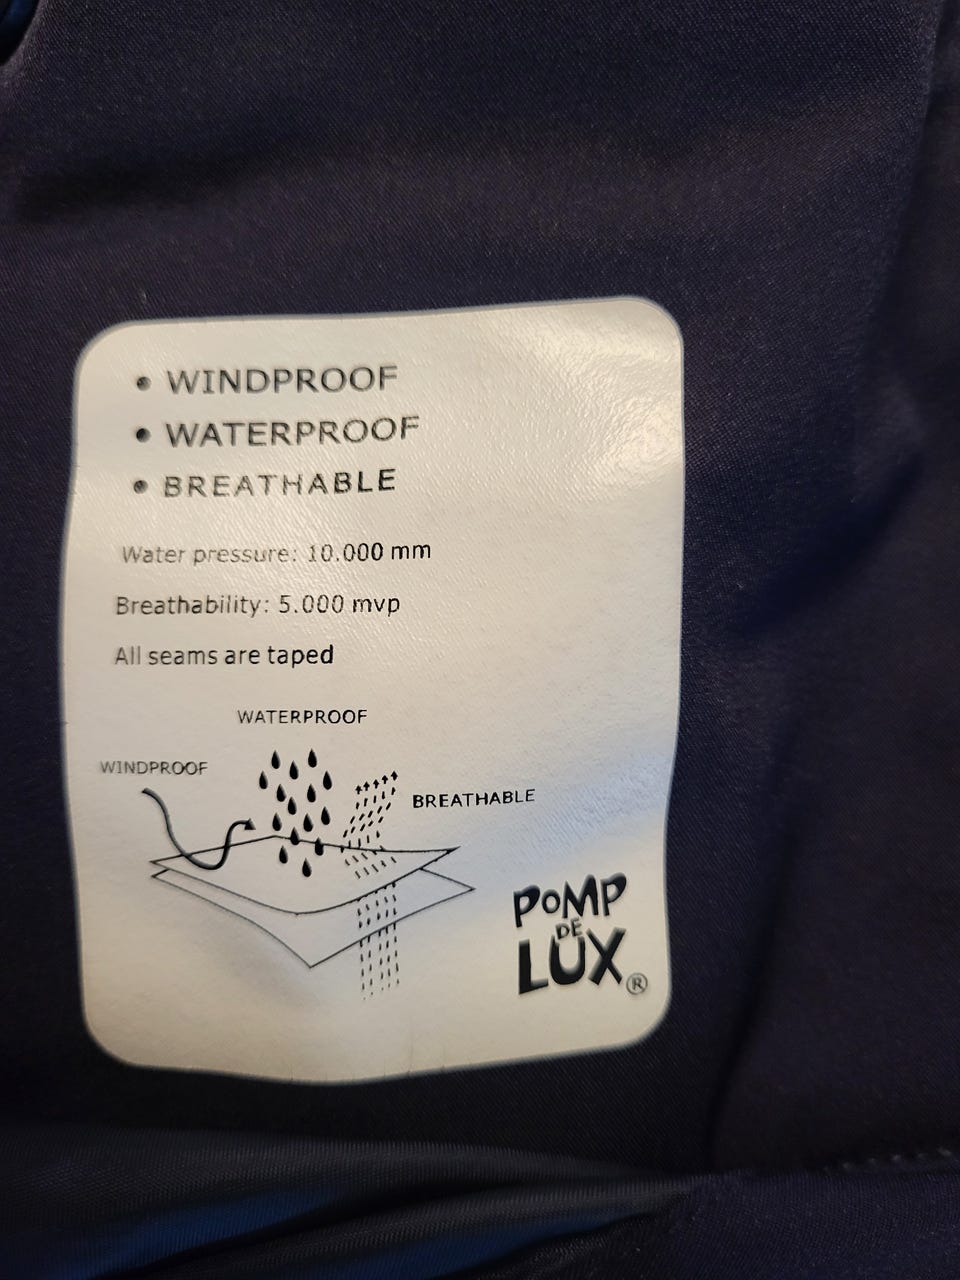 • WINDPROOF
• WATERPROOF
• BREATHABLE
Water pressure: 10.000 mm
Breathability: 5.000 mvp
All seams are taped
WATERPROOF
WINDPROOF
BREATHABLE
POMP
DE
LUX®